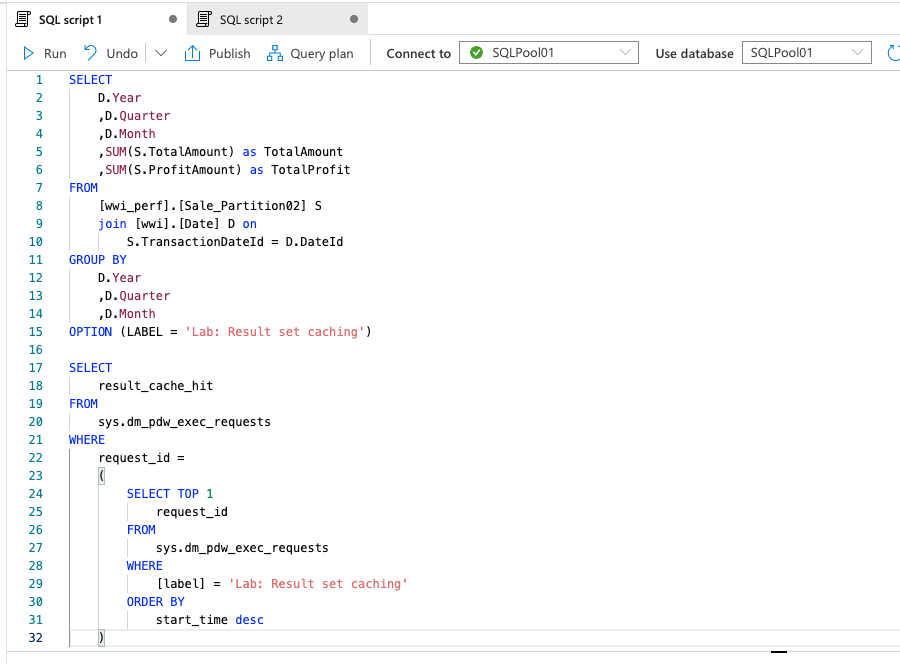 SQL script 1 SQL script 2
Run Undo Publish Query plan Connect to SQLPool01 Use database SQLPool01
1 SELECT
2 D.Year
3 ,D.Quarter
4 ,D.Month
5 ,SUM(S.TotalAmount) as TotalAmount
6 ,SUM(S.ProfitAmount) as TotalProfit
7 FROM
8 [wwi_perf].[Sale_Partition02] S
9 join [wwi].[Date] D on
10 S.TransactionDateId = D.DateId
11 GROUP BY
12 D.Year
13 ,D.Quarter
14 ,D.Month
15 OPTION (LABEL = 'Lab: Result set caching')
16
17 SELECT
18 result_cache_hit
19 FROM
20 sys.dm_pdw_exec_requests
21 WHERE
22 request_id =
23 (
24 SELECT TOP 1
25 request_id
26 FROM
27 sys.dm_pdw_exec_requests
28 WHERE
29 [label] = 'Lab: Result set caching'
30 ORDER BY
31 start_time desc
32 )